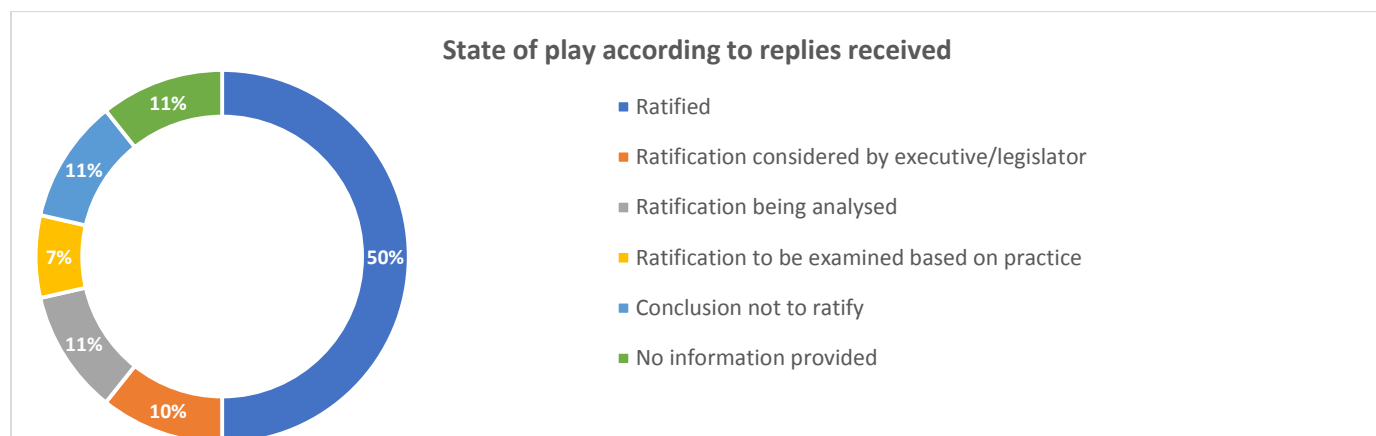 State of play according to replies received
11%
11%
7%
11%
10%
50%
Ratified
Ratification considered by executive/legislator
Ratification being analysed
Ratification to be examined based on practice
Conclusion not to ratify
No information provided